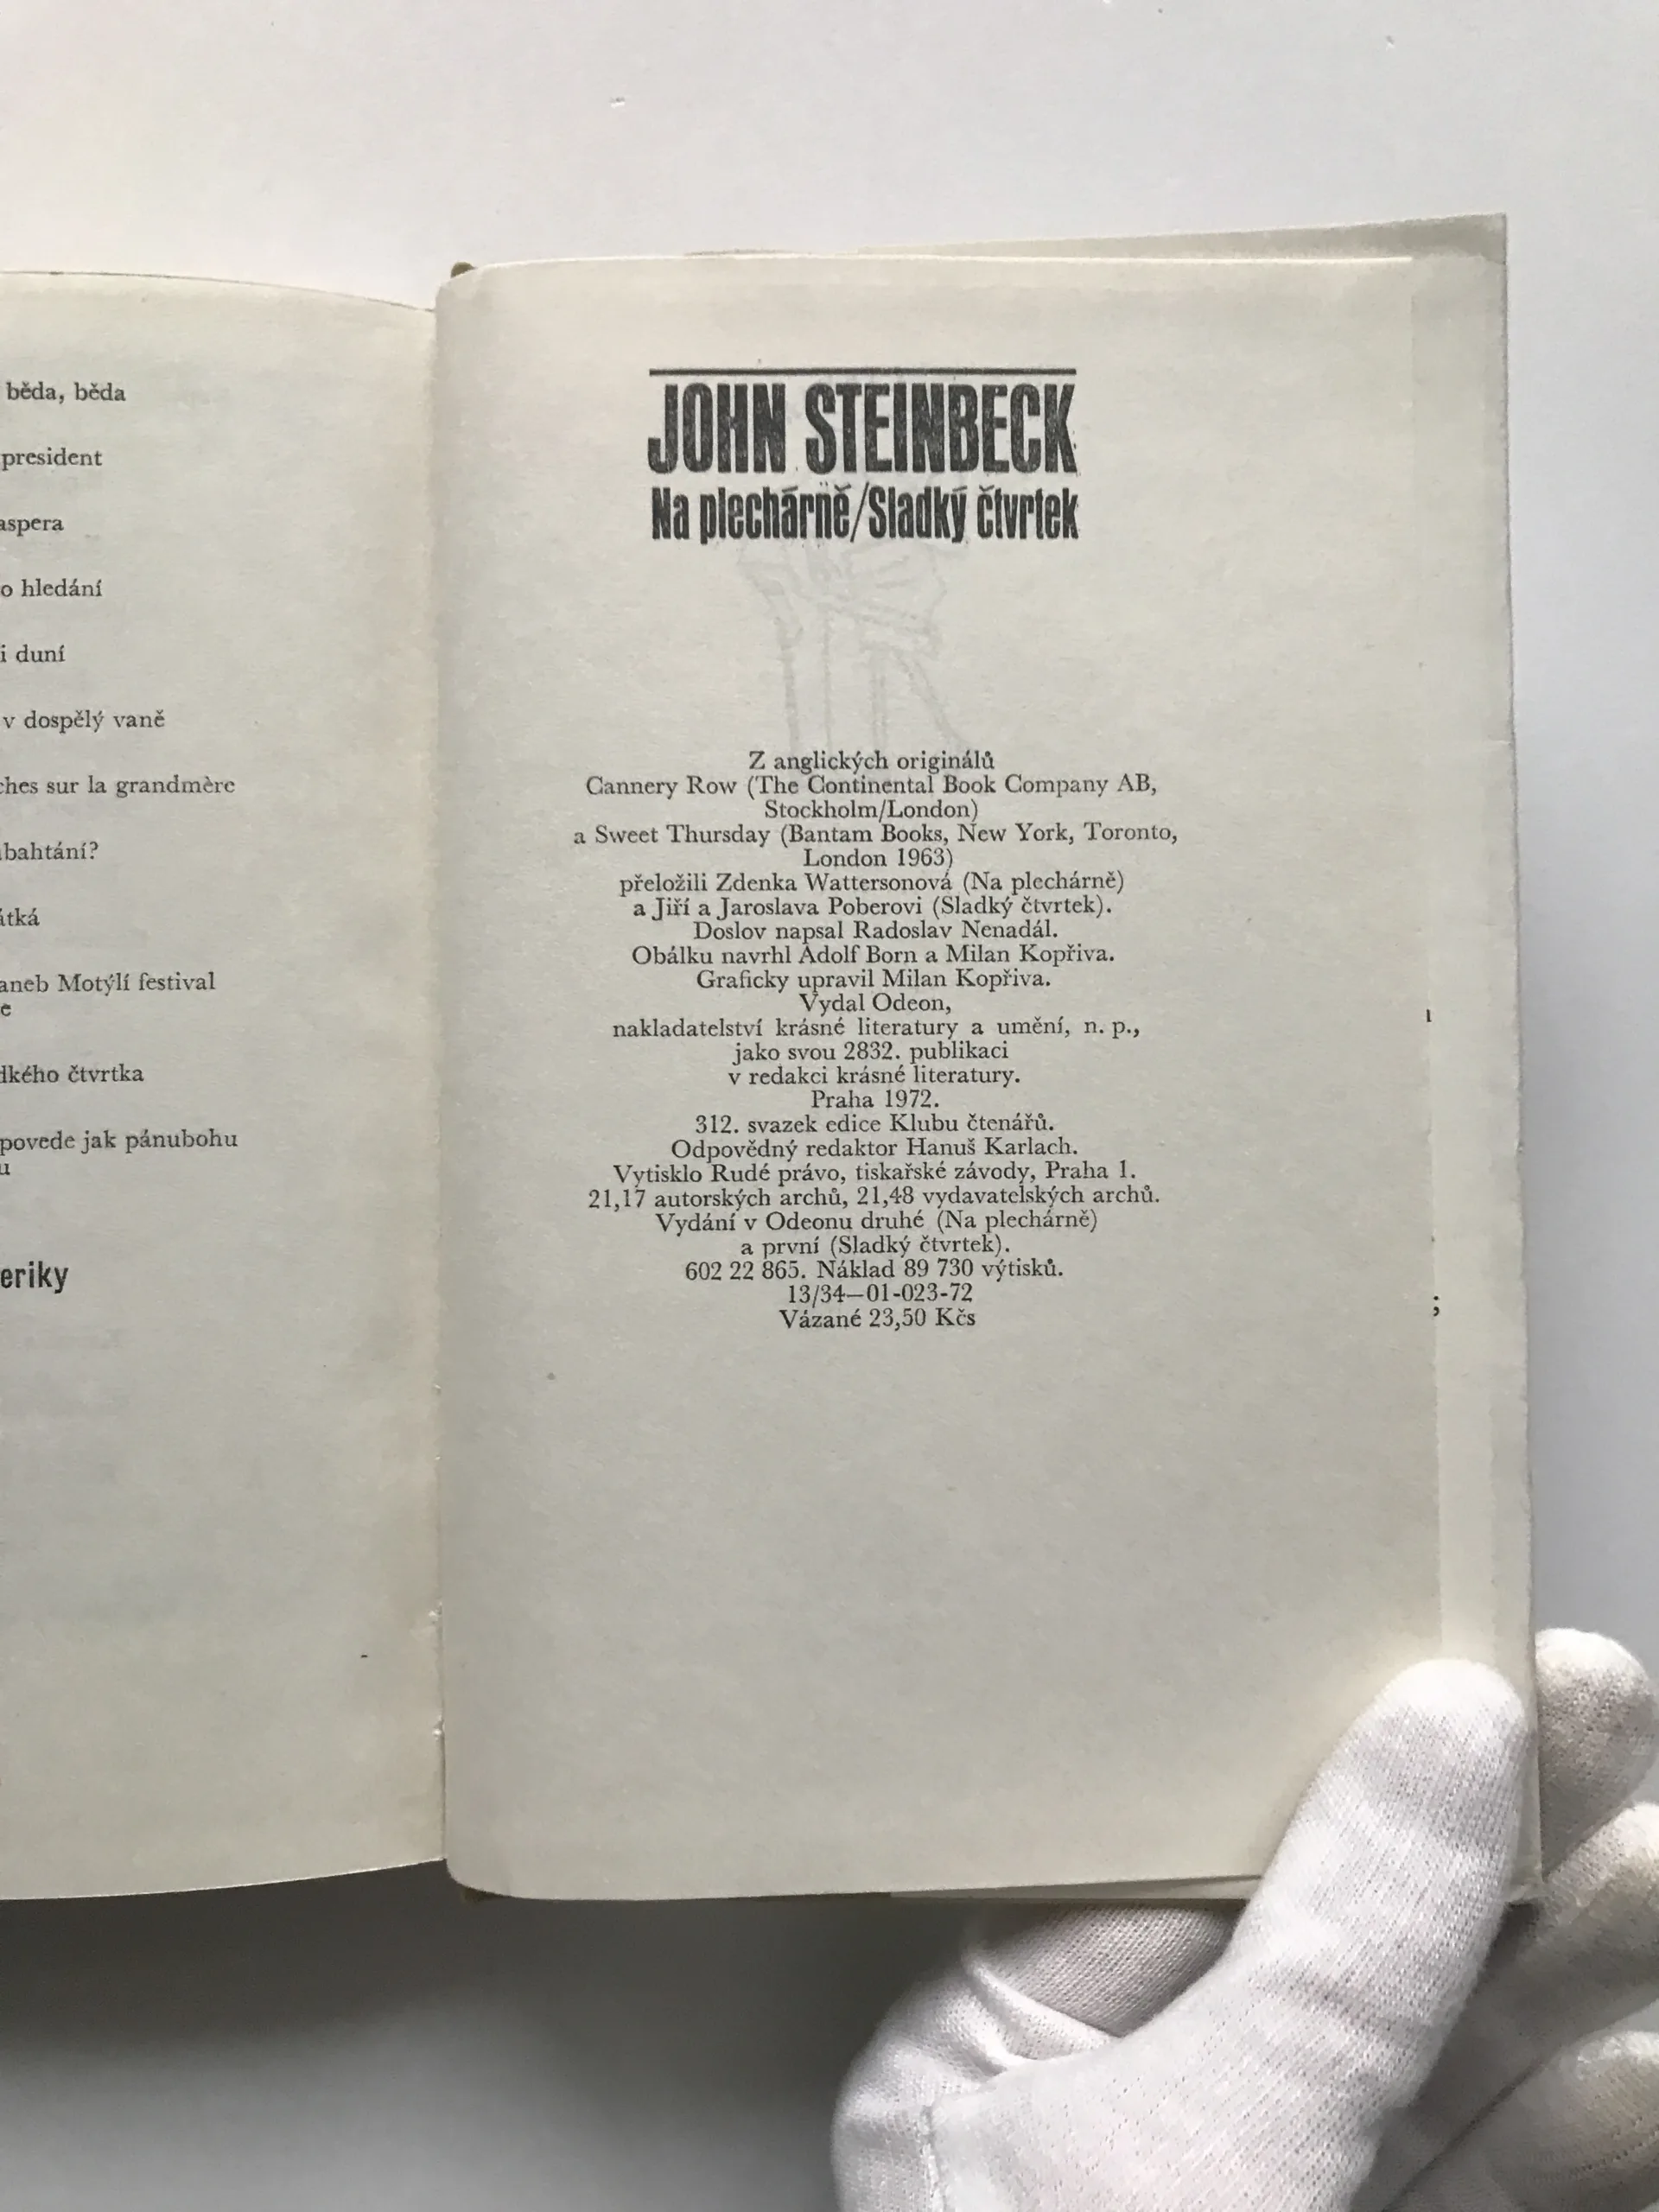 běda, běda
president
aspera
o hledání
i duní
v dospělý vaně
ches sur la grandmère
bahtání?
átká
aneb Motýlí festival
e
dkého čtvrtka
povede jak pánubohu
u
eriky
JOHN STEINBECK
Na plechárně/Sladký čtvrtek
Z anglických originálů
Cannery Row (The Continental Book Company AB,
Stockholm/London)
a Sweet Thursday (Bantam Books, New York, Toronto,
London 1963)
přeložili Zdenka Wattersonová (Na plechárně)
a Jiří a Jaroslava Poberovi (Sladký čtvrtek).
Doslov napsal Radoslav Nenadál.
Obálku navrhl Adolf Born a Milan Kopřiva.
Graficky upravil Milan Kopřiva.
Vydal Odeon,
nakladatelství krásné literatury a umění, n. p.,
jako svou 2832. publikaci
v redakci krásné literatury.
Praha 1972.
312. svazek edice Klubu čtenářů.
Odpovědný redaktor Hanuš Karlach.
Vytisklo Rudé právo, tiskařské závody, Praha 1.
21,17 autorských archů, 21,48 vydavatelských archů.
Vydání v Odeonu druhé (Na plechárně)
a první (Sladký čtvrtek).
602 22 865. Náklad 89 730 výtisků.
13/34—01-023-72
Vázané 23,50 Kčs